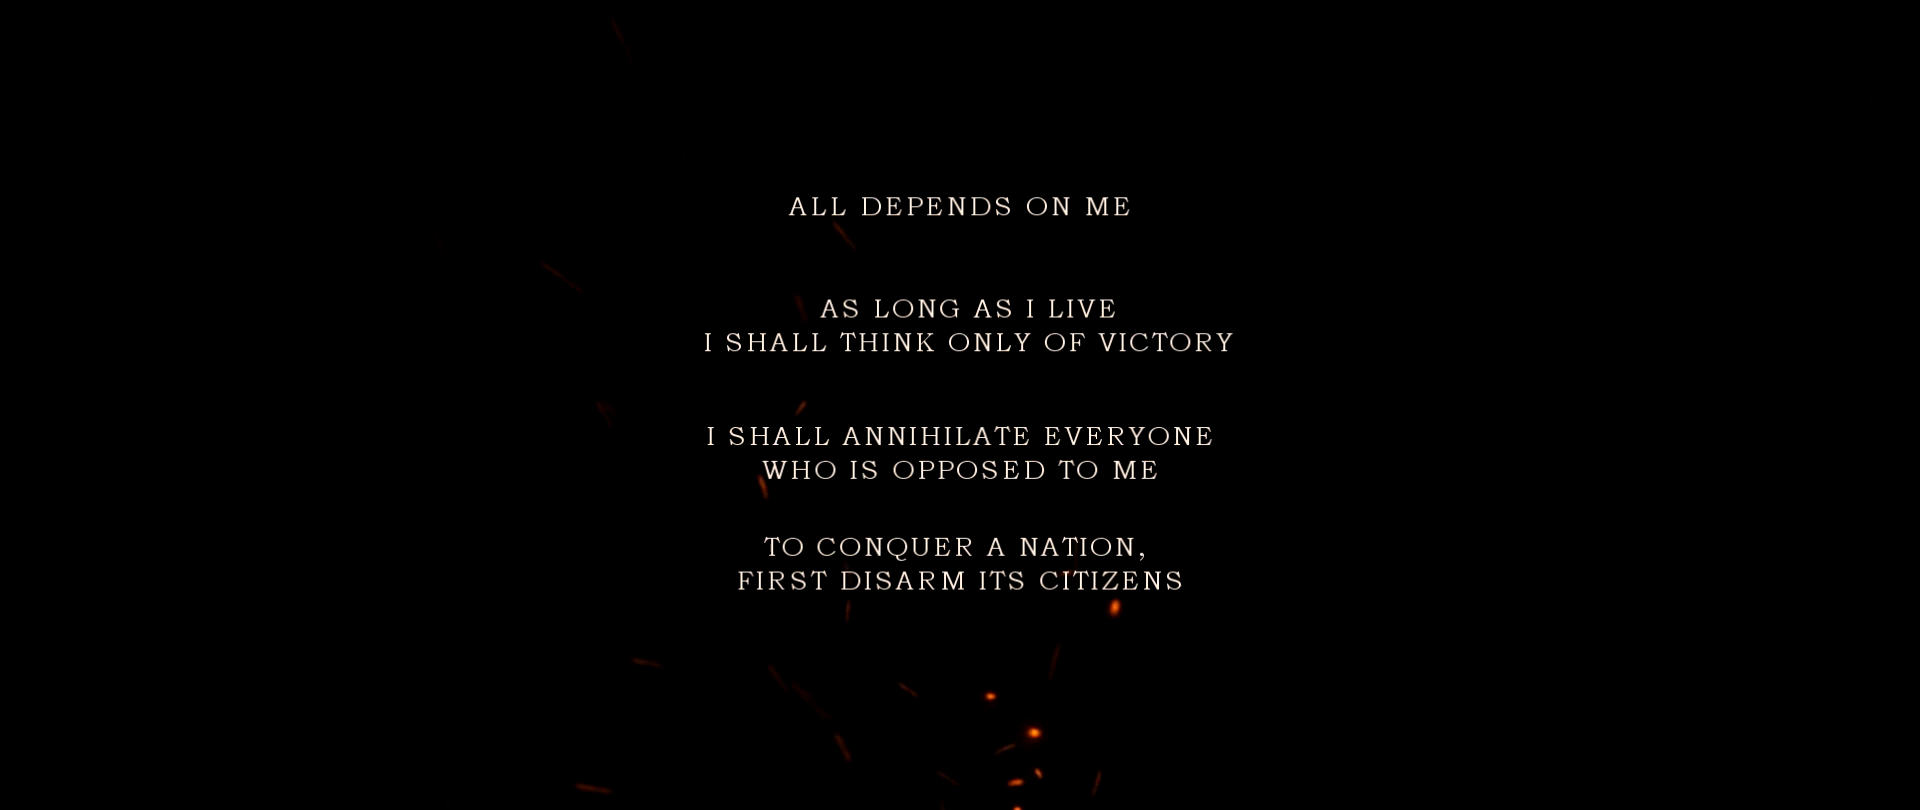 ALL DEPENDS ON ME
AS LONG AS I LIVE
I SHALL THINK ONLY OF VICTORY
I SHALL ANNIHILATE EVERYONE
WHO IS OPPOSED TO ME
TO CONQUER A NATION,
FIRST DISARM ITS CITIZENS